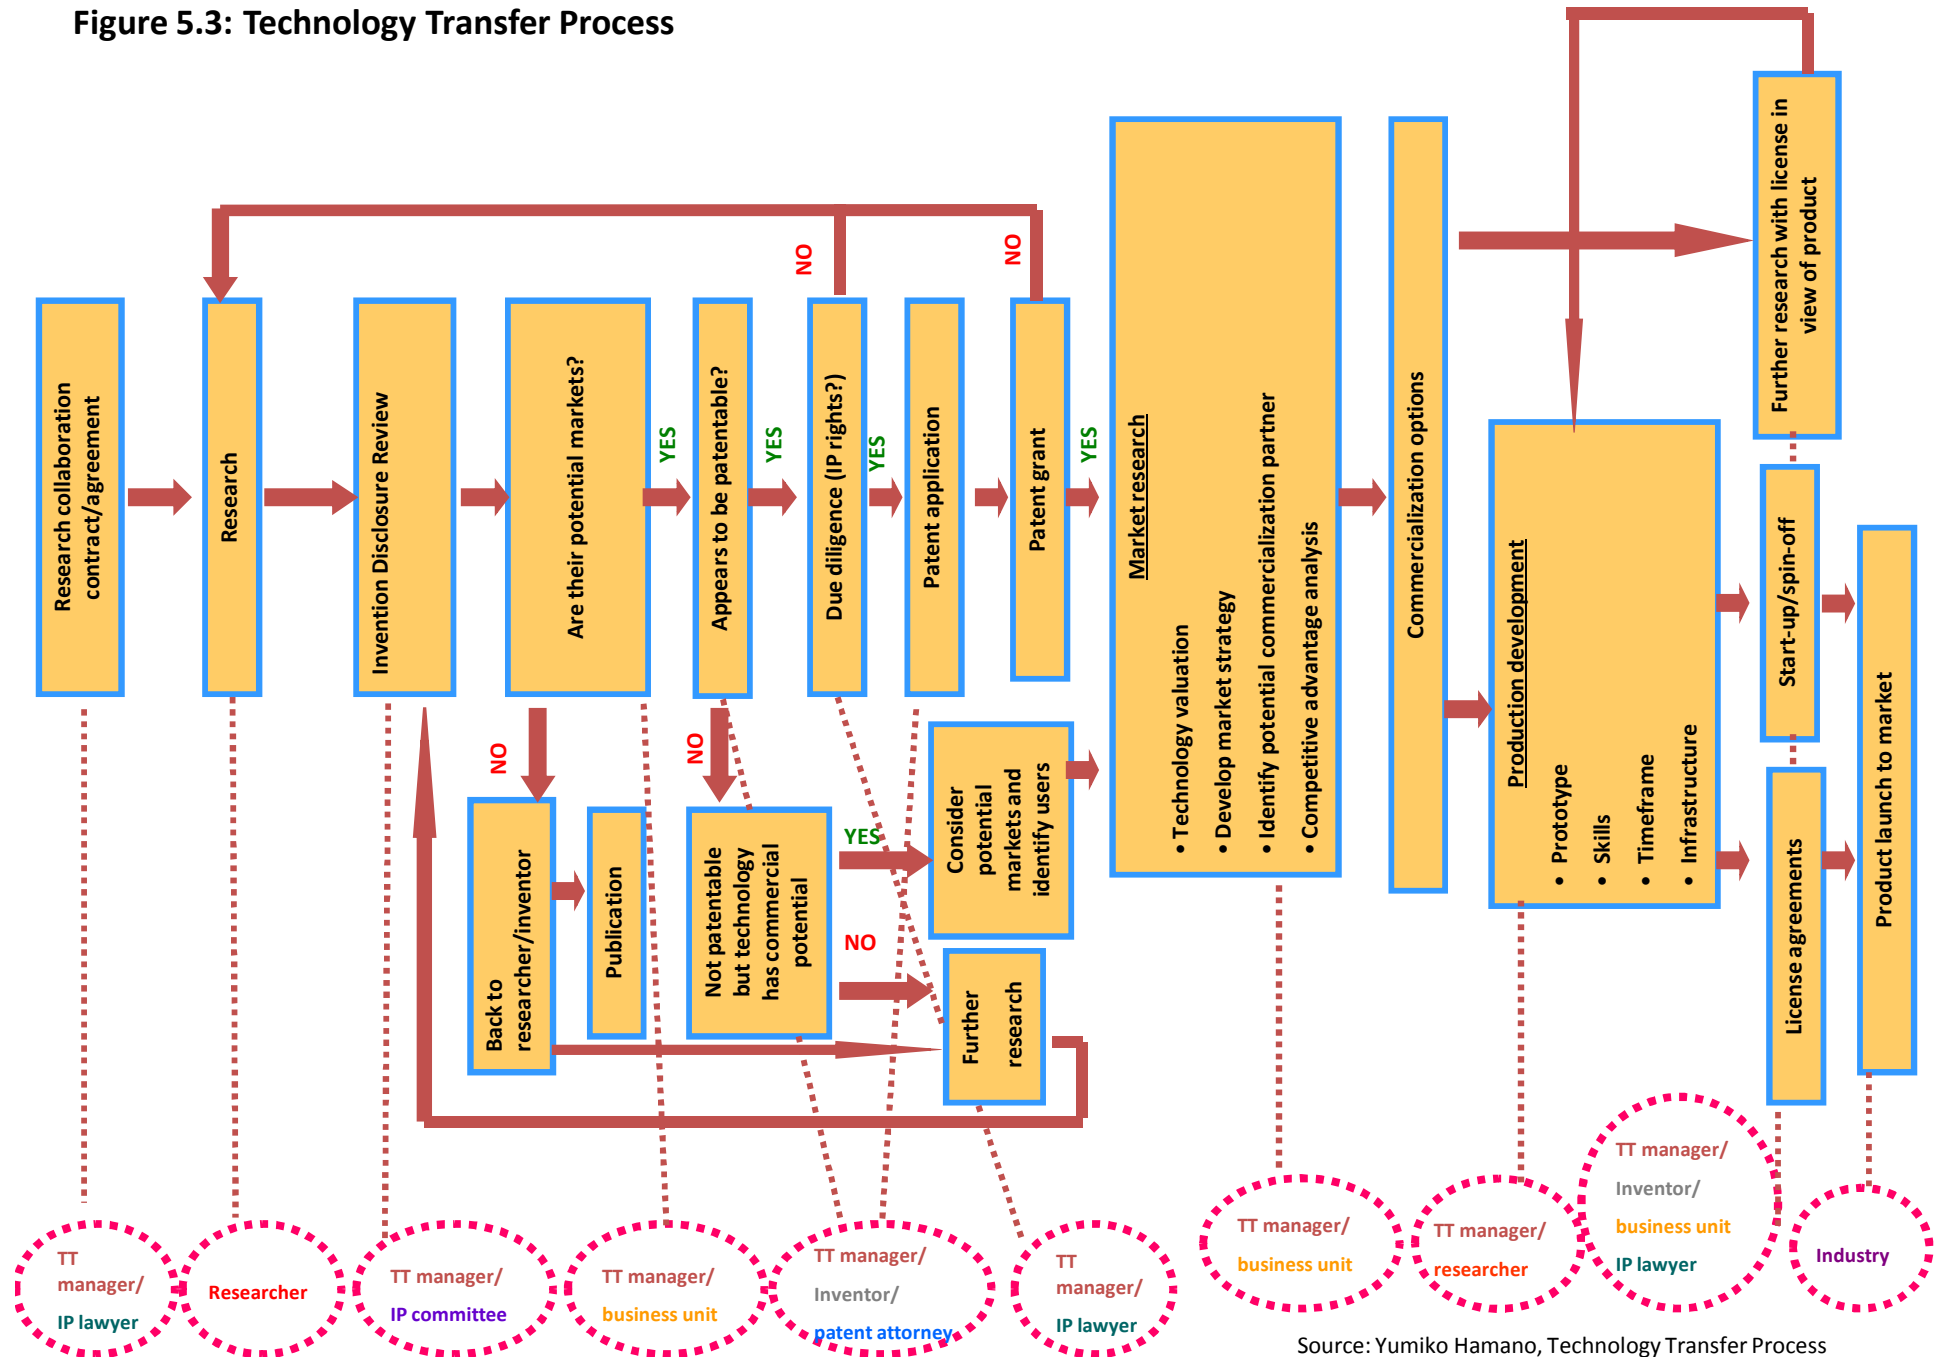 Figure 5.3: Technology Transfer Process
Research collaboration
contract/agreement
Research
Invention Disclosure Review
Are their potential markets?
YES
NO
Appears to be patentable?
YES
NO
Due diligence (IP rights?)
YES
NO
Patent application
Patent grant
YES
NO
Back to
researcher/inventor
Publication
Not patentable
but technology
has commercial
potential
YES
NO
Consider
potential
markets and
identify users
Further
research
Market research
• Technology valuation
• Develop market strategy
• Identify potential commercialization partner
• Competitive advantage analysis
Commercialization options
Production development
• Prototype
• Skills
• Timeframe
• Infrastructure
Further research with license in
view of product
Start-up/spin-off
License agreements
Product launch to market
TT
manager/
IP lawyer
Researcher
TT manager/
IP committee
TT manager/
business unit
TT manager/
Inventor/
patent attorney
TT
manager/
IP lawyer
TT manager/
business unit
TT manager/
researcher
TT manager/
Inventor/
business unit
IP lawyer
Industry
Source: Yumiko Hamano, Technology Transfer Process